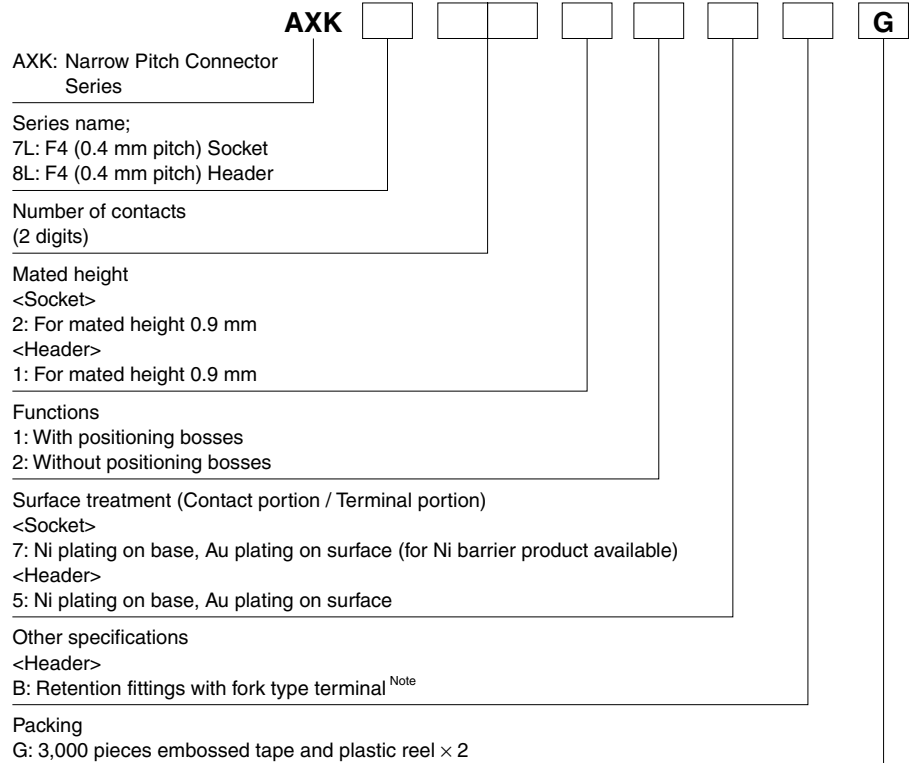 AXK G
AXK: Narrow Pitch Connector
Series
Series name;
7L: F4 (0.4 mm pitch) Socket
8L: F4 (0.4 mm pitch) Header
Number of contacts
(2 digits)
Mated height
<Socket>
2: For mated height 0.9 mm
<Header>
1: For mated height 0.9 mm
Functions
1: With positioning bosses
2: Without positioning bosses
Surface treatment (Contact portion / Terminal portion)
<Socket>
7: Ni plating on base, Au plating on surface (for Ni barrier product available)
<Header>
5: Ni plating on base, Au plating on surface
Other specifications
<Header>
B: Retention fittings with fork type terminal Note
Packing
G: 3,000 pieces embossed tape and plastic reel × 2